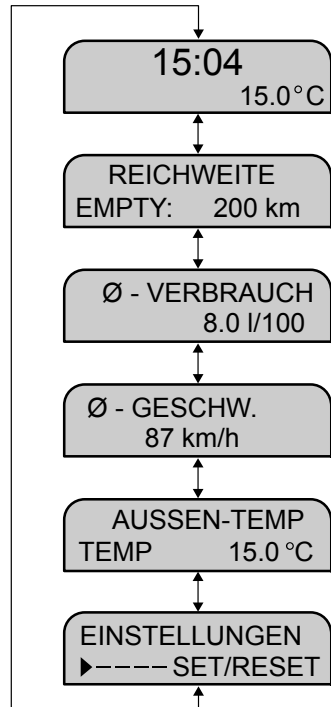 15:04
15.0°C
REICHWEITE
EMPTY: 200 km
Ø - VERBRAUCH
8.0 l/100
Ø - GESCHW.
87 km/h
AUSSEN-TEMP
TEMP 15.0 °C
EINSTELLUNGEN
---- SET/RESET